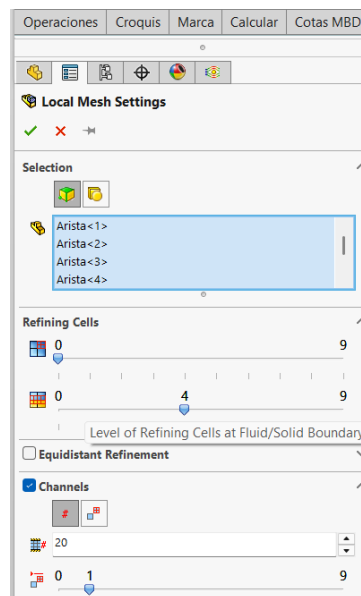 Operaciones Croquis Marca Calcular Cotas MBD
Local Mesh Settings
Selection
Arista<1>
Arista<2>
Arista<3>
Arista<4>
Refining Cells
0 9
0 4 9
Level of Refining Cells at Fluid/Solid Boundary
Equidistant Refinement
Channels
#
# 20
0 1 9